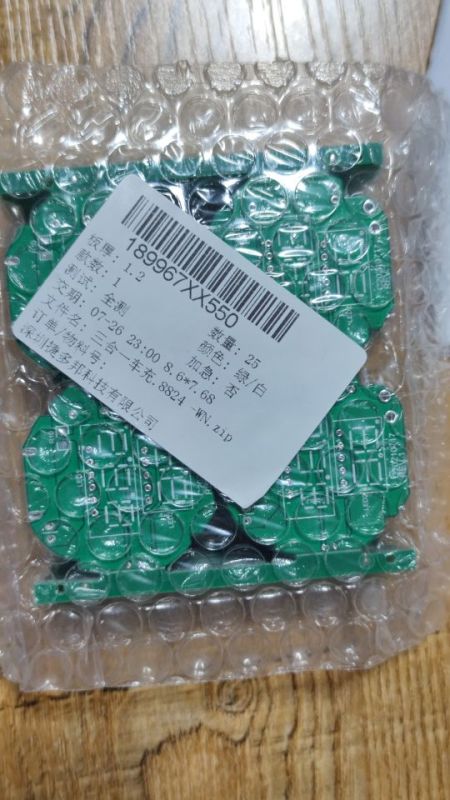 189967XX550
板厚: 1.2 数量: 25
款数: 1 颜色: 绿/白
测试: 全测 加急: 否
交期: 07-26 23:00 8.6*7.68
文件名: 三合一车充.8824 -WN.zip
订单/物料号:
深圳捷多邦科技有限公司